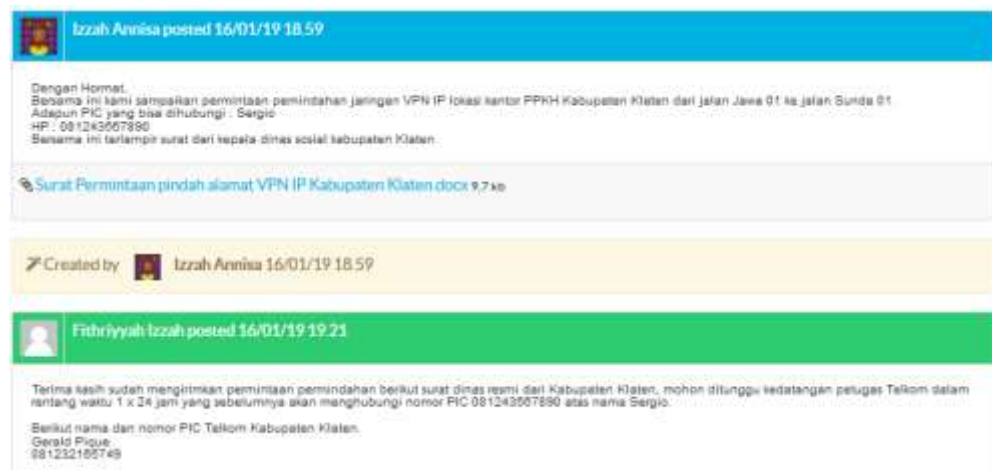 Izzah Annisa posted 16/01/19 18.59
Dengan Hormat,
Bersama ini kami sampaikan permintaan pemindahan jaringan VPN IP lokasi kantor PPKH Kabupaten Klaten dari jalan Jawa 01 ke jalan Sunda 01.
Adapun PIC yang bisa dihubungi : Sergio
HP : 081243567890
Bersama ini terlampir surat dari kepala dinas sosial kabupaten Klaten.
Surat Permintaan pindah alamat VPN IP Kabupaten Klaten.docx 9,7 kb
Created by Izzah Annisa 16/01/19 18.59
Fithriyyah Izzah posted 16/01/19 19.21
Terima kasih sudah mengirimkan permintaan permindahan berikut surat dinas resmi dari Kabupaten Klaten, mohon ditunggu kedatangan petugas Telkom dalam
rentang waktu 1 x 24 jam yang sebelumnya akan menghubungi nomor PIC 081243567890 atas nama Sergio.
Berikut nama dan nomor PIC Telkom Kabupaten Klaten.
Gerald Pique
081232165749